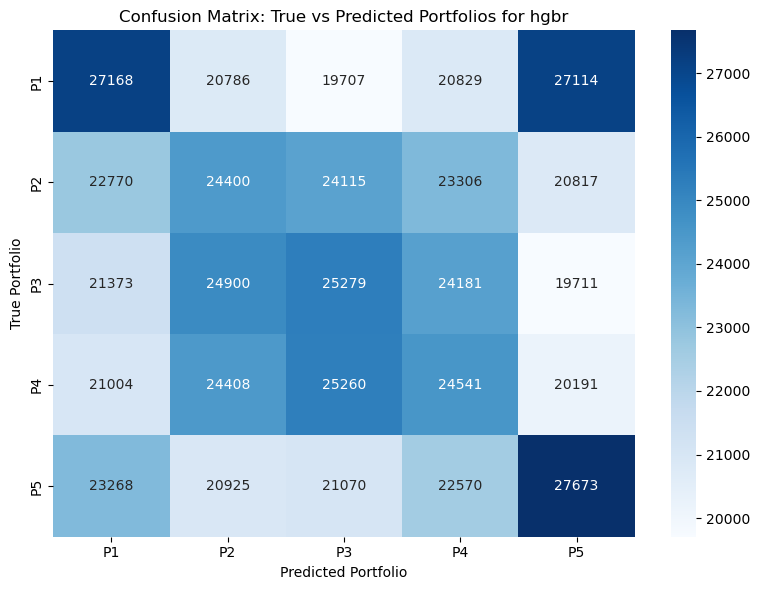 Confusion Matrix: True vs Predicted Portfolios for hgbr
True Portfolio
P1 27168 20786 19707 20829 27114
P2 22770 24400 24115 23306 20817
P3 21373 24900 25279 24181 19711
P4 21004 24408 25260 24541 20191
P5 23268 20925 21070 22570 27673
P1 P2 P3 P4 P5
Predicted Portfolio
27000
26000
25000
24000
23000
22000
21000
20000